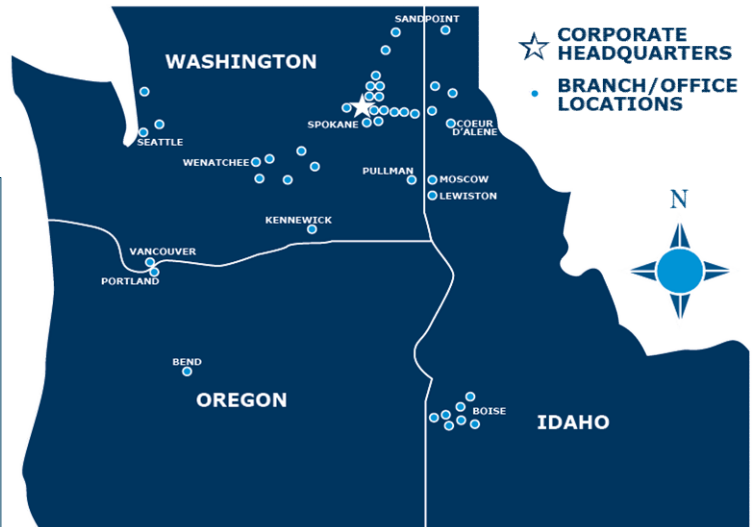 SANDPOINT
CORPORATE
HEADQUARTERS
WASHINGTON
BRANCH/OFFICE
LOCATIONS
SPOKANE
COEUR
D'ALENE
SEATTLE
WENATCHEE
PULLMAN
MOSCOW
LEWISTON
N
KENNEWICK
VANCOUVER
PORTLAND
BEND
OREGON
BOISE
IDAHO